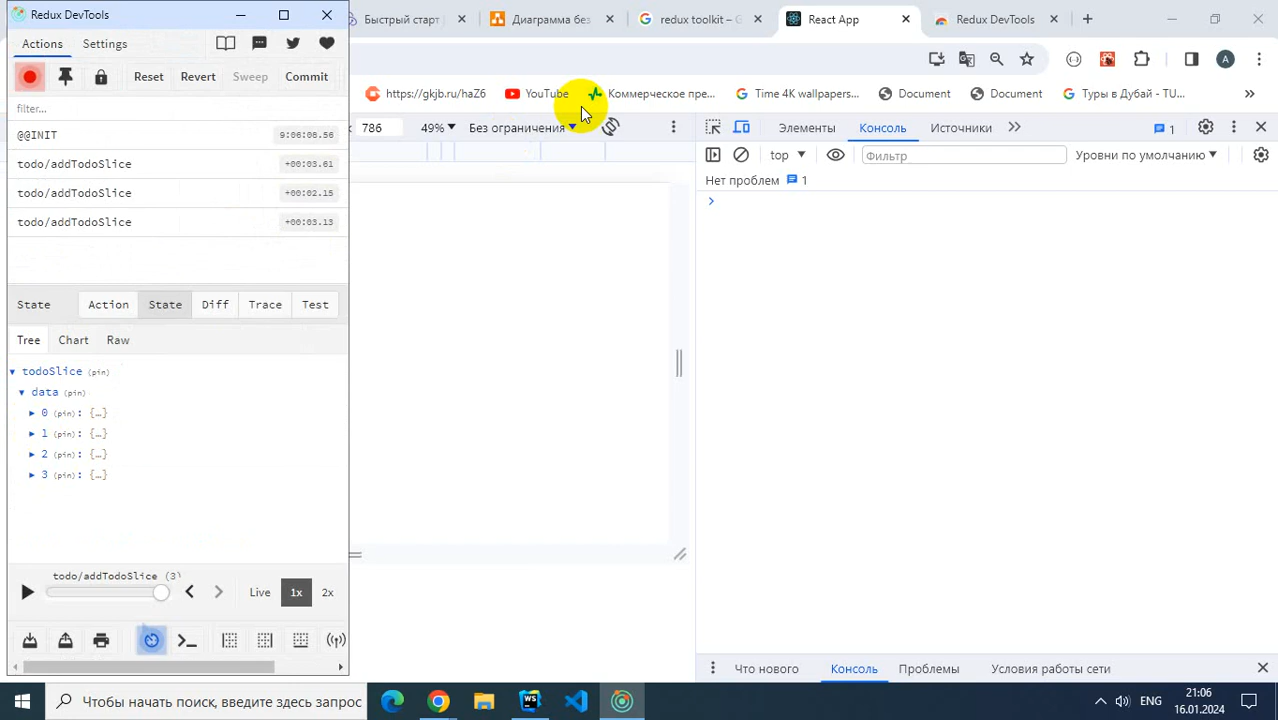 Redux DevTools
Быстрый старт
Диаграмма без
redux toolkit – G
React App
Redux DevTools
Actions
Settings
A
Reset
Revert
Sweep
Commit
https://gkjb.ru/haZ6
YouTube
Коммерческое пре...
Time 4K wallpapers...
Document
Document
Туры в Дубай - TU...
filter...
786
49%
Без ограничения
Элементы
Консоль
Источники
1
@@INIT
9:06:08.56
top
Фильтр
Уровни по умолчанию
todo/addTodoSlice
+00:03.61
Нет проблем
1
todo/addTodoSlice
+00:02.15
todo/addTodoSlice
+00:03.13
State
Action
State
Diff
Trace
Test
Tree
Chart
Raw
todoSlice (pin)
data (pin)
0 (pin): {…}
1 (pin): {…}
2 (pin): {…}
3 (pin): {…}
todo/addTodoSlice (3)
Live
1x
2x
Что нового
Консоль
Проблемы
Условия работы сети
Чтобы начать поиск, введите здесь запрос
WS
ENG
21:06
16.01.2024